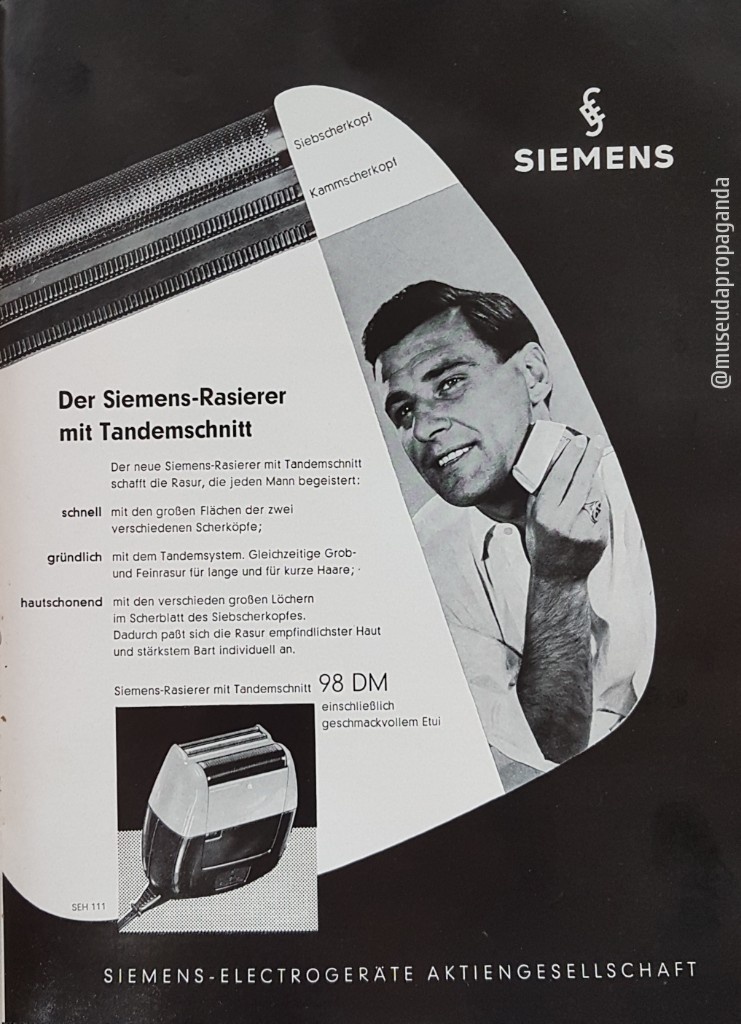 Siebscherkopf
Kammscherkopf
SIEMENS
@museudapropaganda
Der Siemens-Rasierer
mit Tandemschnitt
Der neue Siemens-Rasierer mit Tandemschnitt
schafft die Rasur, die jeden Mann begeistert:
schnell mit den großen Flächen der zwei
verschiedenen Scherköpfe;
gründlich mit dem Tandemsystem. Gleichzeitige Grob-
und Feinrasur für lange und für kurze Haare;
hautschonend mit den verschieden großen Löchern
im Scherblatt des Siebscherkopfes.
Dadurch paßt sich die Rasur empfindlichster Haut
und stärkstem Bart individuell an.
Siemens-Rasierer mit Tandemschnitt 98 DM
einschließlich
geschmackvollem Etui
SEH 111
SIEMENS-ELECTROGERÄTE AKTIENGESELLSCHAFT